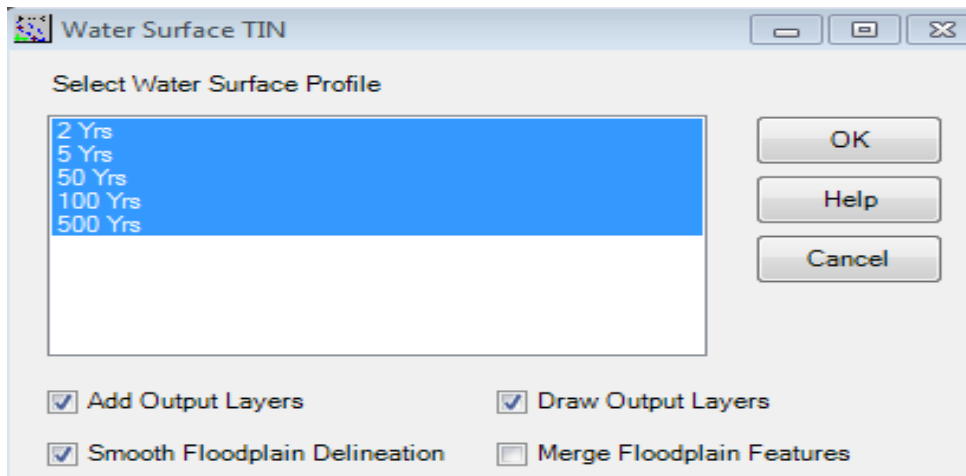 Water Surface TIN
Select Water Surface Profile
2 Yrs
5 Yrs
50 Yrs
100 Yrs
500 Yrs
OK
Help
Cancel
Add Output Layers
Draw Output Layers
Smooth Floodplain Delineation
Merge Floodplain Features